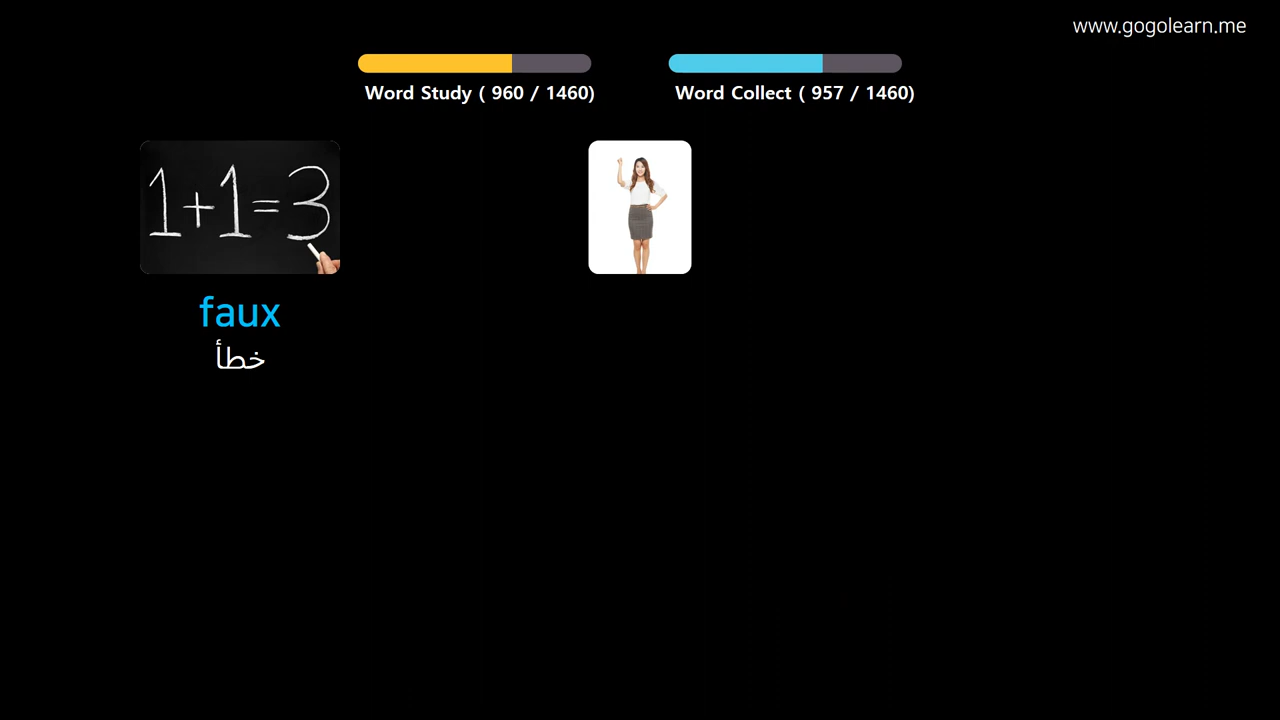 www.gogolearn.me
Word Study ( 960 / 1460)
Word Collect ( 957 / 1460)
1+1=3
faux
خطأ